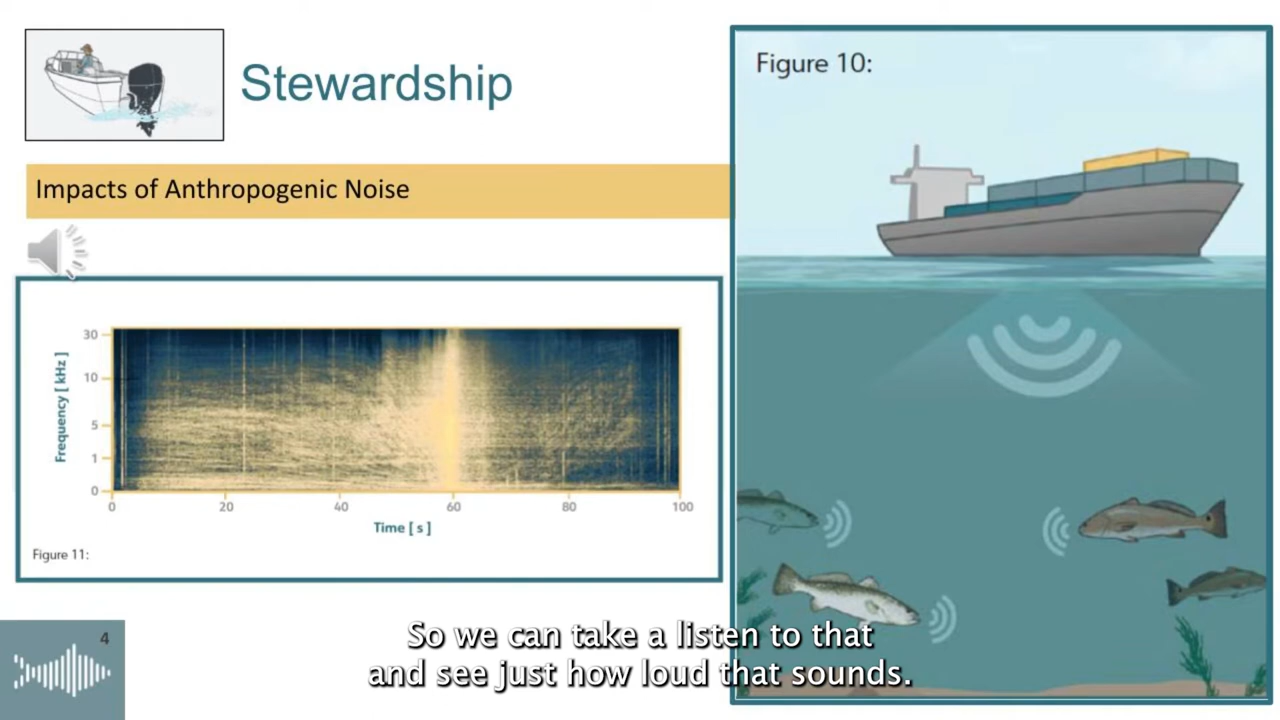 Stewardship
Impacts of Anthropogenic Noise
Frequency [ kHz ]
30
10
5
1
0
0 20 40 60 80 100
Time [ s ]
Figure 11:
Figure 10:
4
So we can take a listen to that
and see just how loud that sounds.